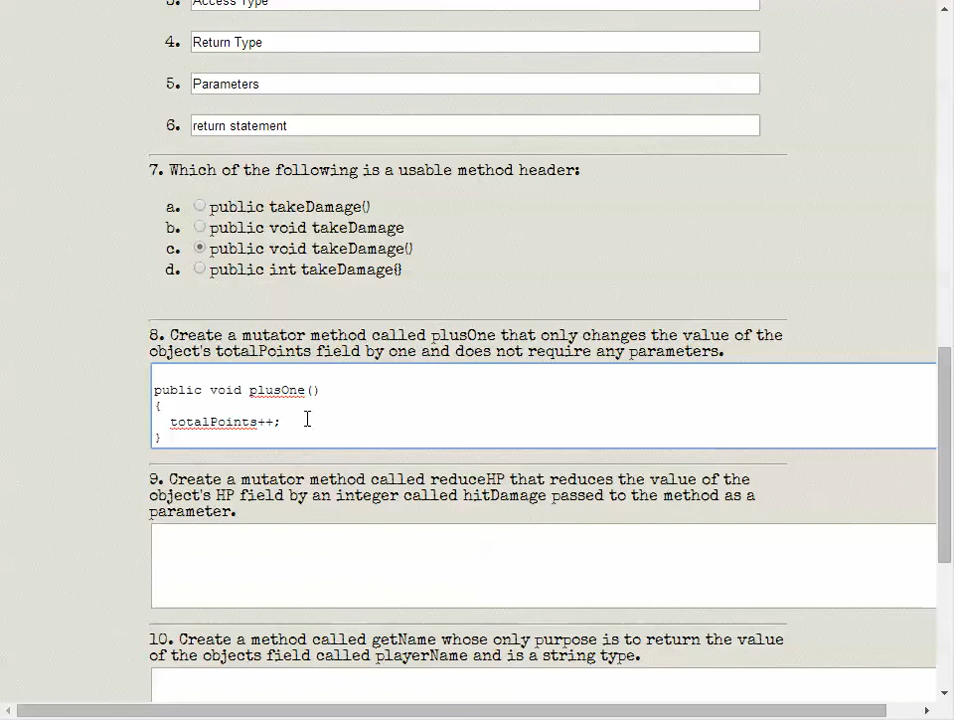 3. Access Type
4. Return Type
5. Parameters
6. return statement
7. Which of the following is a usable method header:
a. public takeDamage()
b. public void takeDamage
c. public void takeDamage()
d. public int takeDamage{}
8. Create a mutator method called plusOne that only changes the value of the
object's totalPoints field by one and does not require any parameters.
public void plusOne()
{
totalPoints++;
}
9. Create a mutator method called reduceHP that reduces the value of the
object's HP field by an integer called hitDamage passed to the method as a
parameter.
10. Create a method called getName whose only purpose is to return the value
of the objects field called playerName and is a string type.